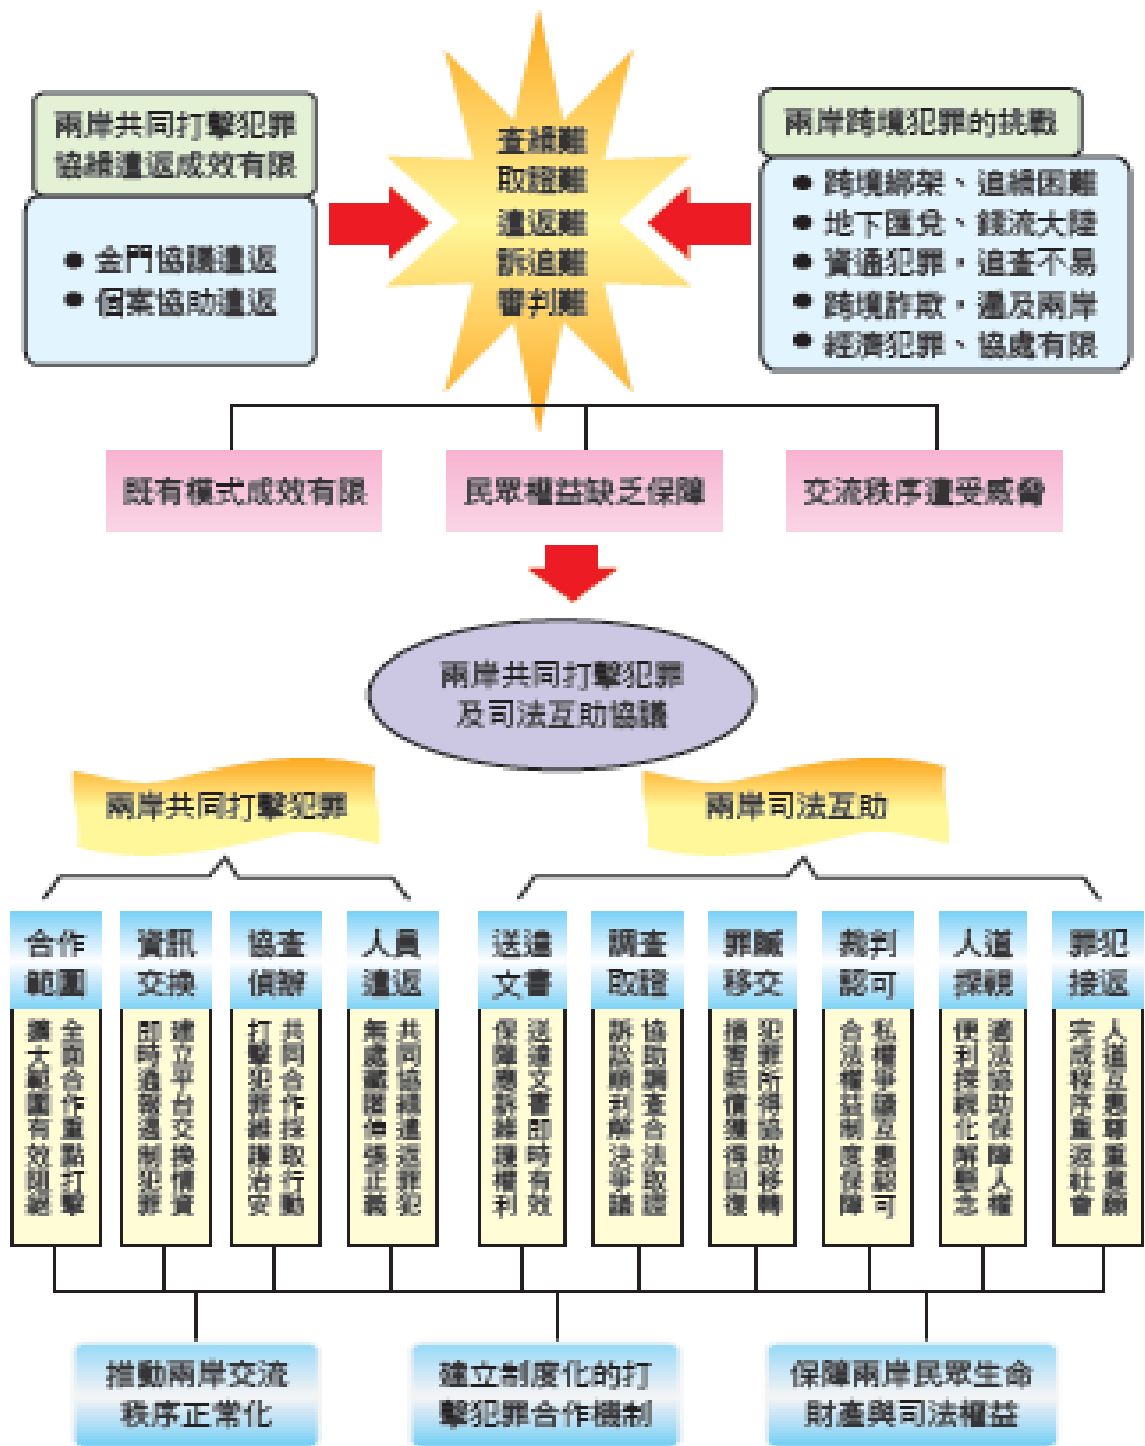 兩岸共同打擊犯罪
協緝遣返成效有限
● 金門協議遣返
● 個案協助遣返
查緝難
取證難
遣返難
訴追難
審判難
兩岸跨境犯罪的挑戰
● 跨境綁架、追緝困難
● 地下匯兌、錢流大陸
● 資通犯罪，追查不易
● 跨境詐欺，遍及兩岸
● 經濟犯罪、協處有限
既有模式成效有限
民眾權益缺乏保障
交流秩序遭受威脅
兩岸共同打擊犯罪
及司法互助協議
兩岸共同打擊犯罪
兩岸司法互助
合作
範圍
全面合作重點打擊
擴大範圍有效阻絕
資訊
交換
建立平台交換情資
即時通報遏制犯罪
協查
偵辦
共同合作採取行動
打擊犯罪維護治安
人員
遣返
共同協緝遣返罪犯
無處藏匿伸張正義
送達
文書
送達文書即時有效
保障應訴維護權利
調查
取證
協助調查合法取證
訴訟順利解決爭議
罪贓
移交
犯罪所得協助移轉
損害賠償獲得回復
裁判
認可
私權爭議互惠認可
合法權益制度保障
人道
探視
適法協助保障人權
便利探視化解懸念
罪犯
接返
人道互惠尊重意願
完成程序重返社會
推動兩岸交流
秩序正常化
建立制度化的打
擊犯罪合作機制
保障兩岸民眾生命
財產與司法權益